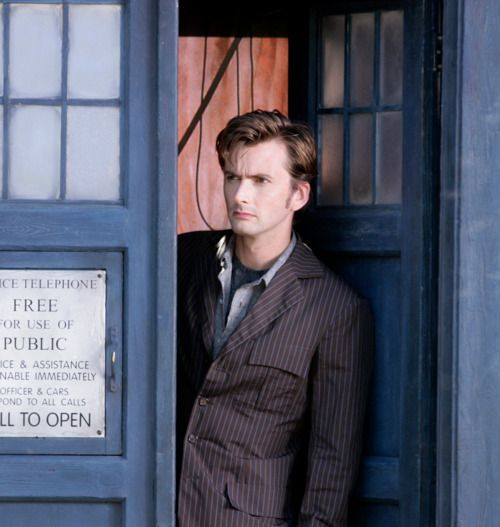 ICE TELEPHONE
FREE
FOR USE OF
PUBLIC
ICE & ASSISTANCE
NABLE IMMEDIATELY
OFFICER & CARS
POND TO ALL CALLS
LL TO OPEN